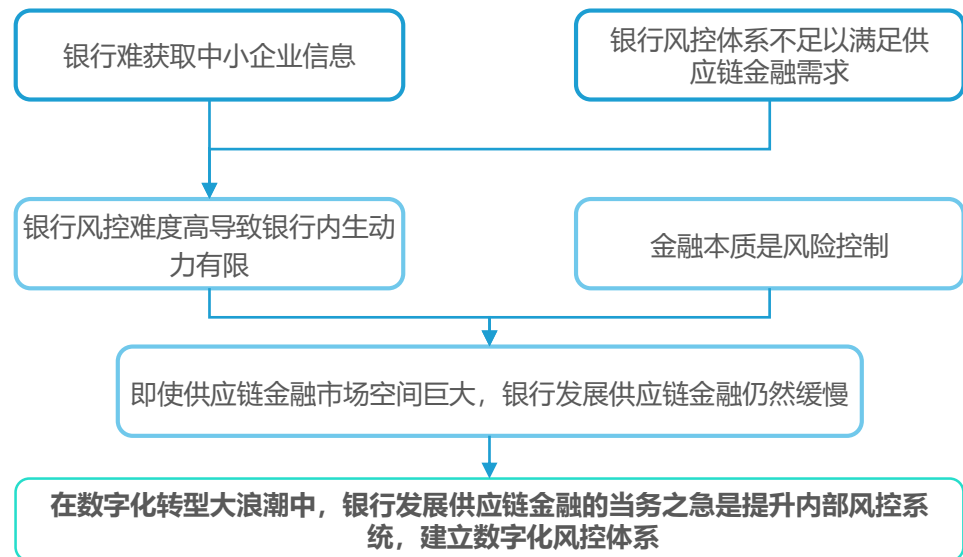 银行难获取中小企业信息
银行风控体系不足以满足供
应链金融需求
银行风控难度高导致银行内生动
力有限
金融本质是风险控制
即使供应链金融市场空间巨大，银行发展供应链金融仍然缓慢
在数字化转型大浪潮中，银行发展供应链金融的当务之急是提升内部风控系
统，建立数字化风控体系